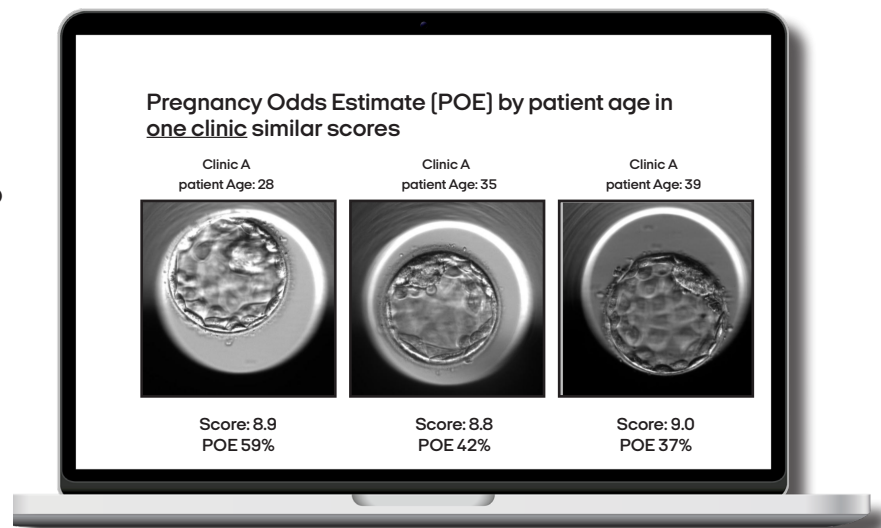 Pregnancy Odds Estimate (POE) by patient age in
one clinic similar scores
Clinic A
patient Age: 28
Clinic A
patient Age: 35
Clinic A
patient Age: 39
Score: 8.9
POE 59%
Score: 8.8
POE 42%
Score: 9.0
POE 37%